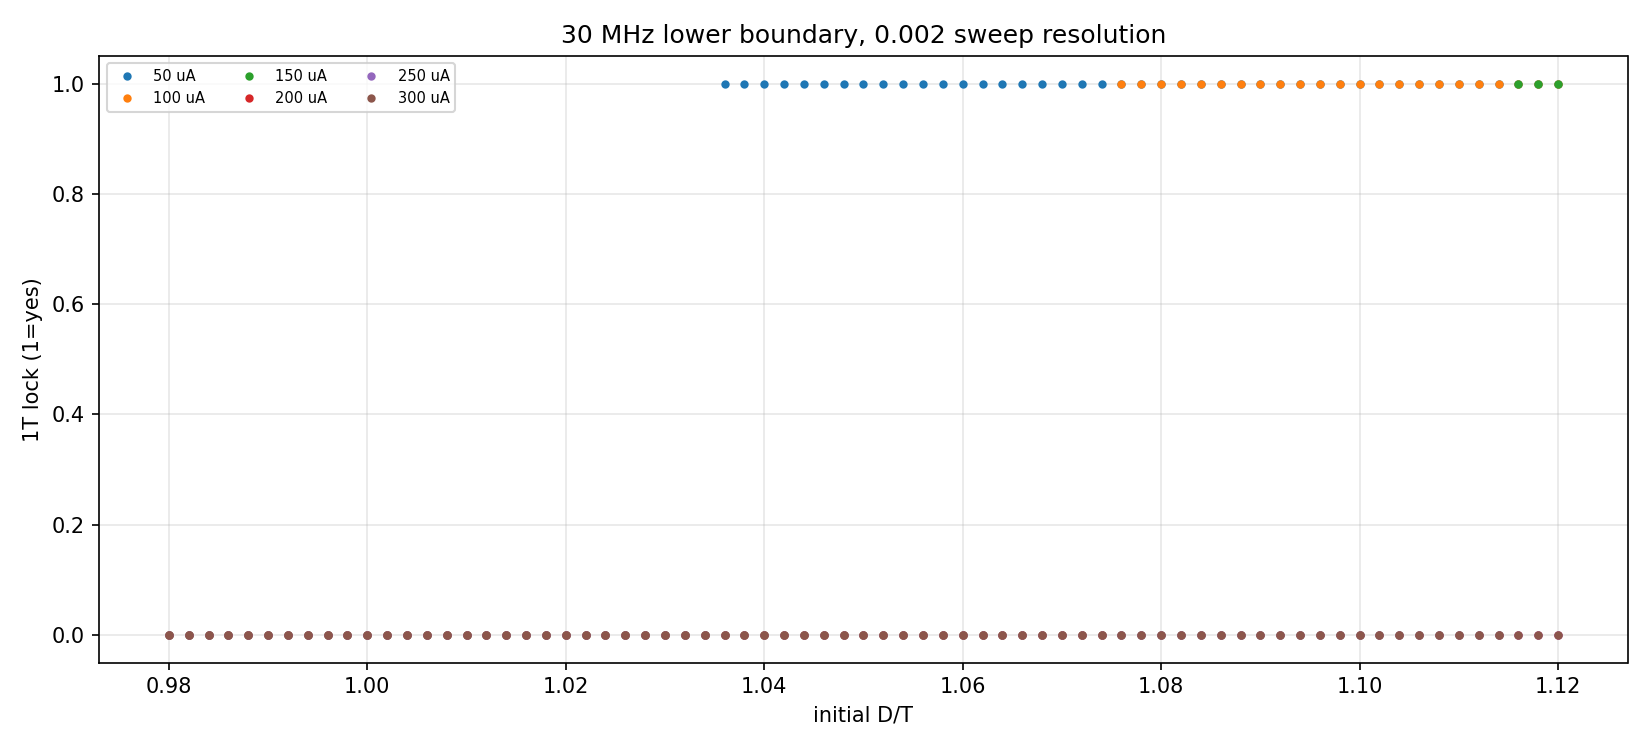 30 MHz lower boundary, 0.002 sweep resolution
50 uA
100 uA
150 uA
200 uA
250 uA
300 uA
1.0
0.8
0.6
0.4
0.2
0.0
1T lock (1=yes)
0.98 1.00 1.02 1.04 1.06 1.08 1.10 1.12
initial D/T